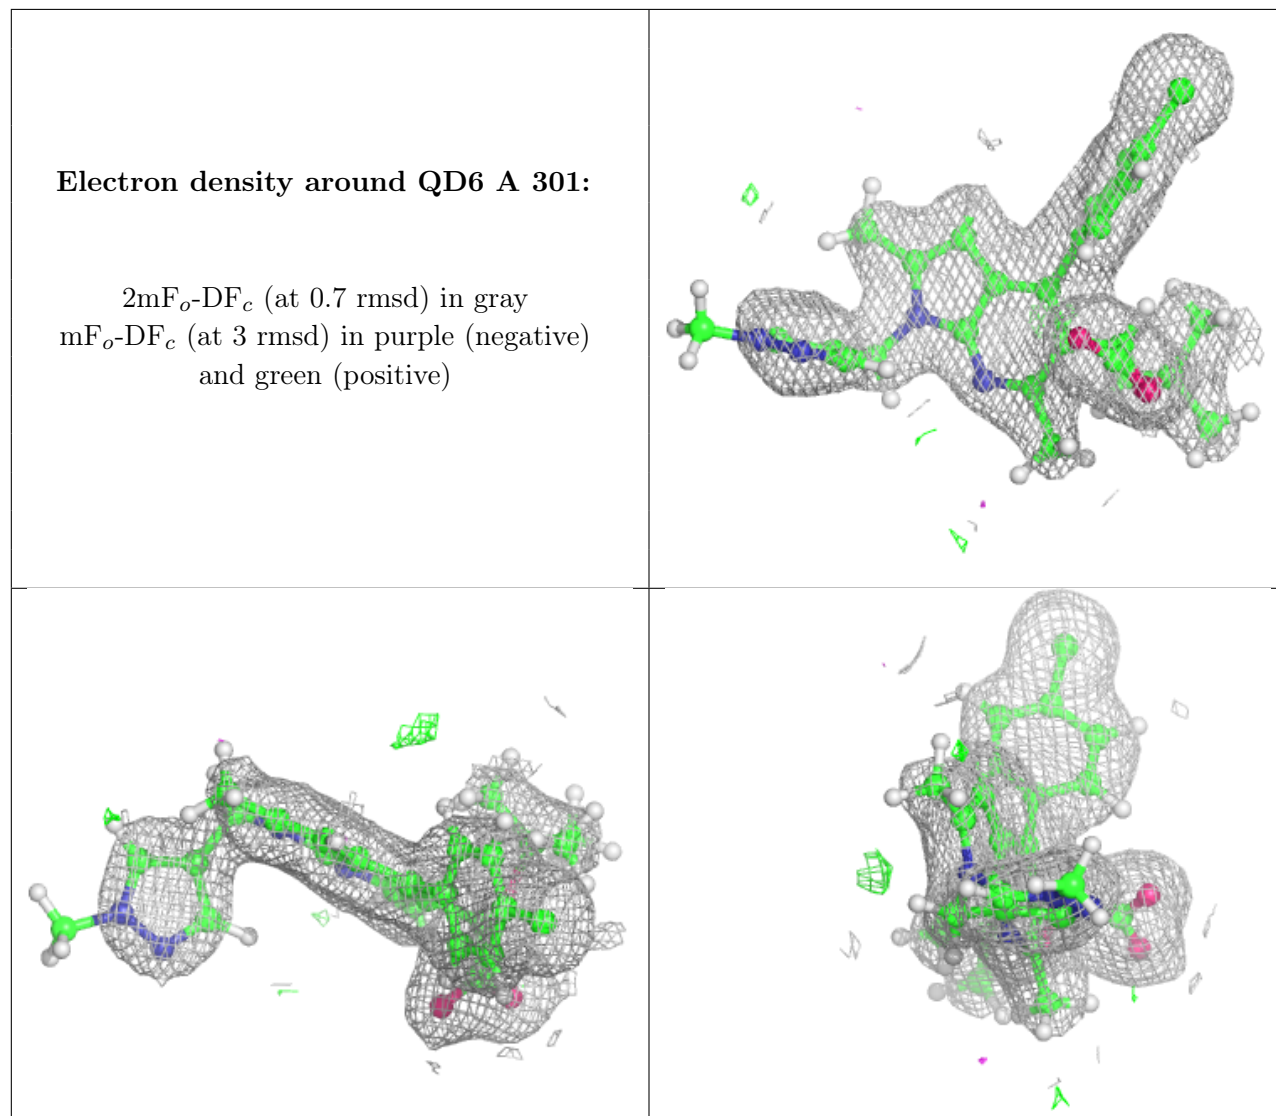 Electron density around QD6 A 301:
2mFo-DFc (at 0.7 rmsd) in gray
mFo-DFc (at 3 rmsd) in purple (negative)
and green (positive)